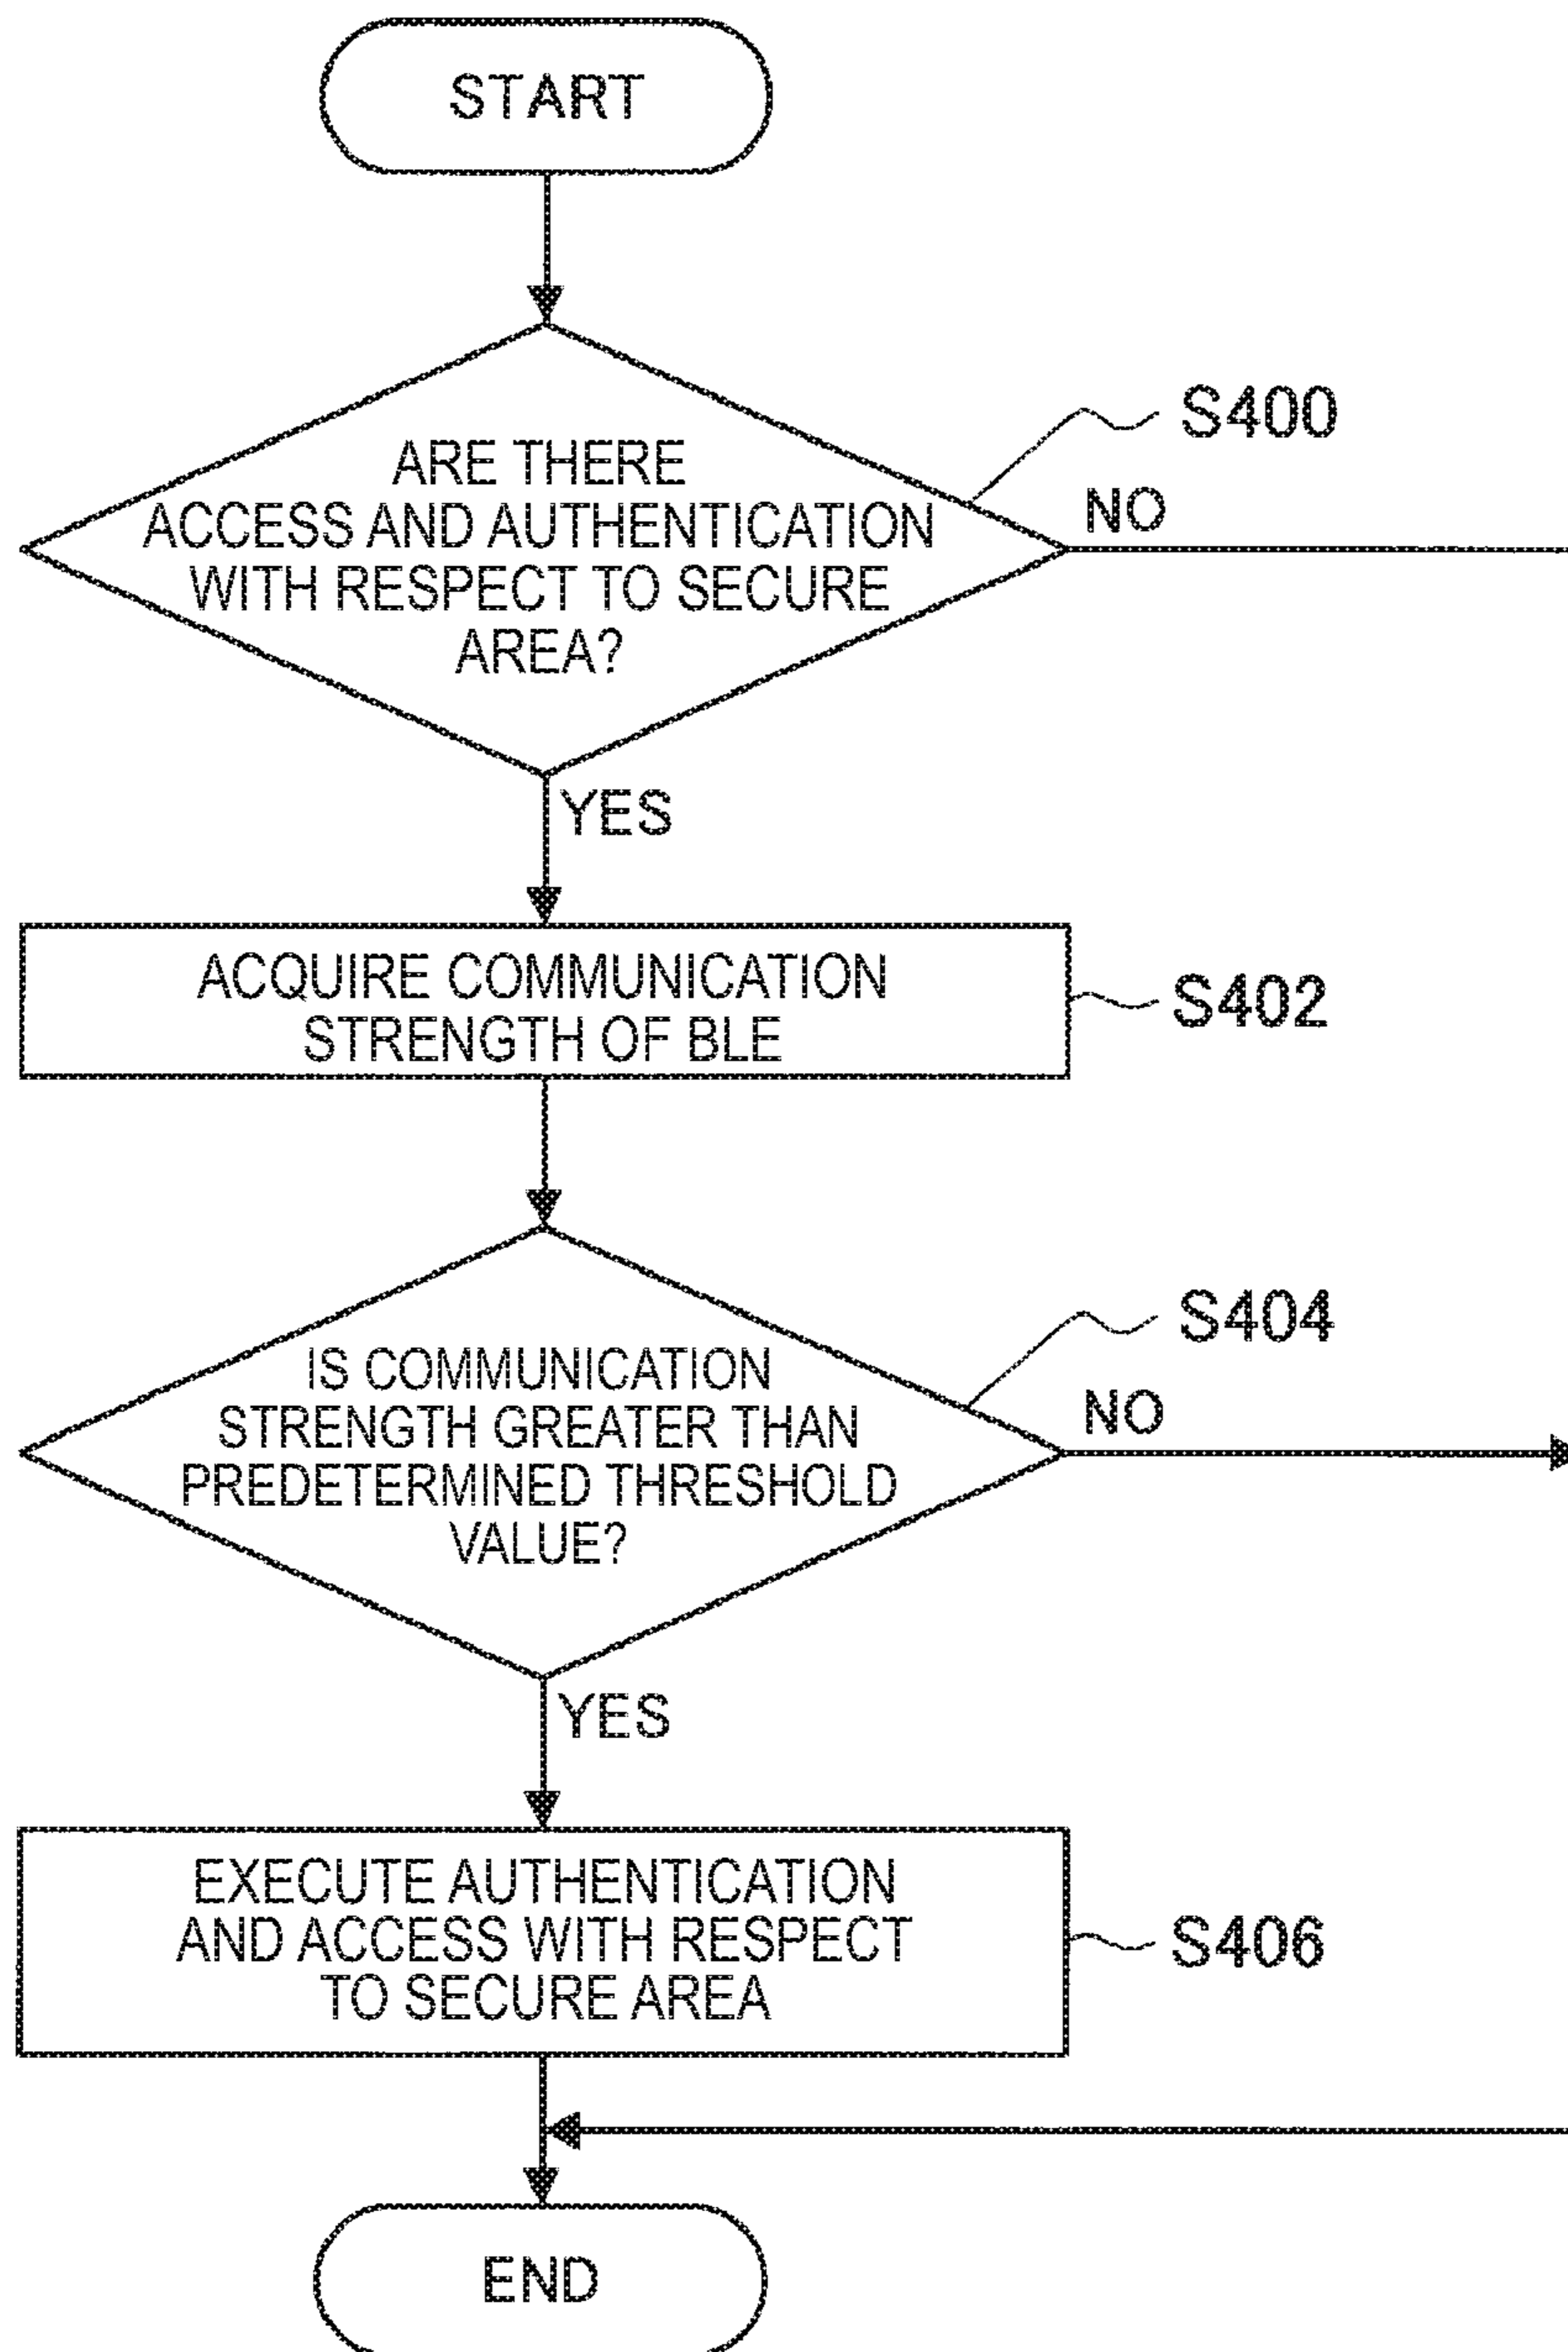 START
ARE THERE
ACCESS AND AUTHENTICATION
WITH RESPECT TO SECURE
AREA?
S400
NO
YES
ACQUIRE COMMUNICATION
STRENGTH OF BLE
S402
IS COMMUNICATION
STRENGTH GREATER THAN
PREDETERMINED THRESHOLD
VALUE?
S404
NO
YES
EXECUTE AUTHENTICATION
AND ACCESS WITH RESPECT
TO SECURE AREA
S406
END